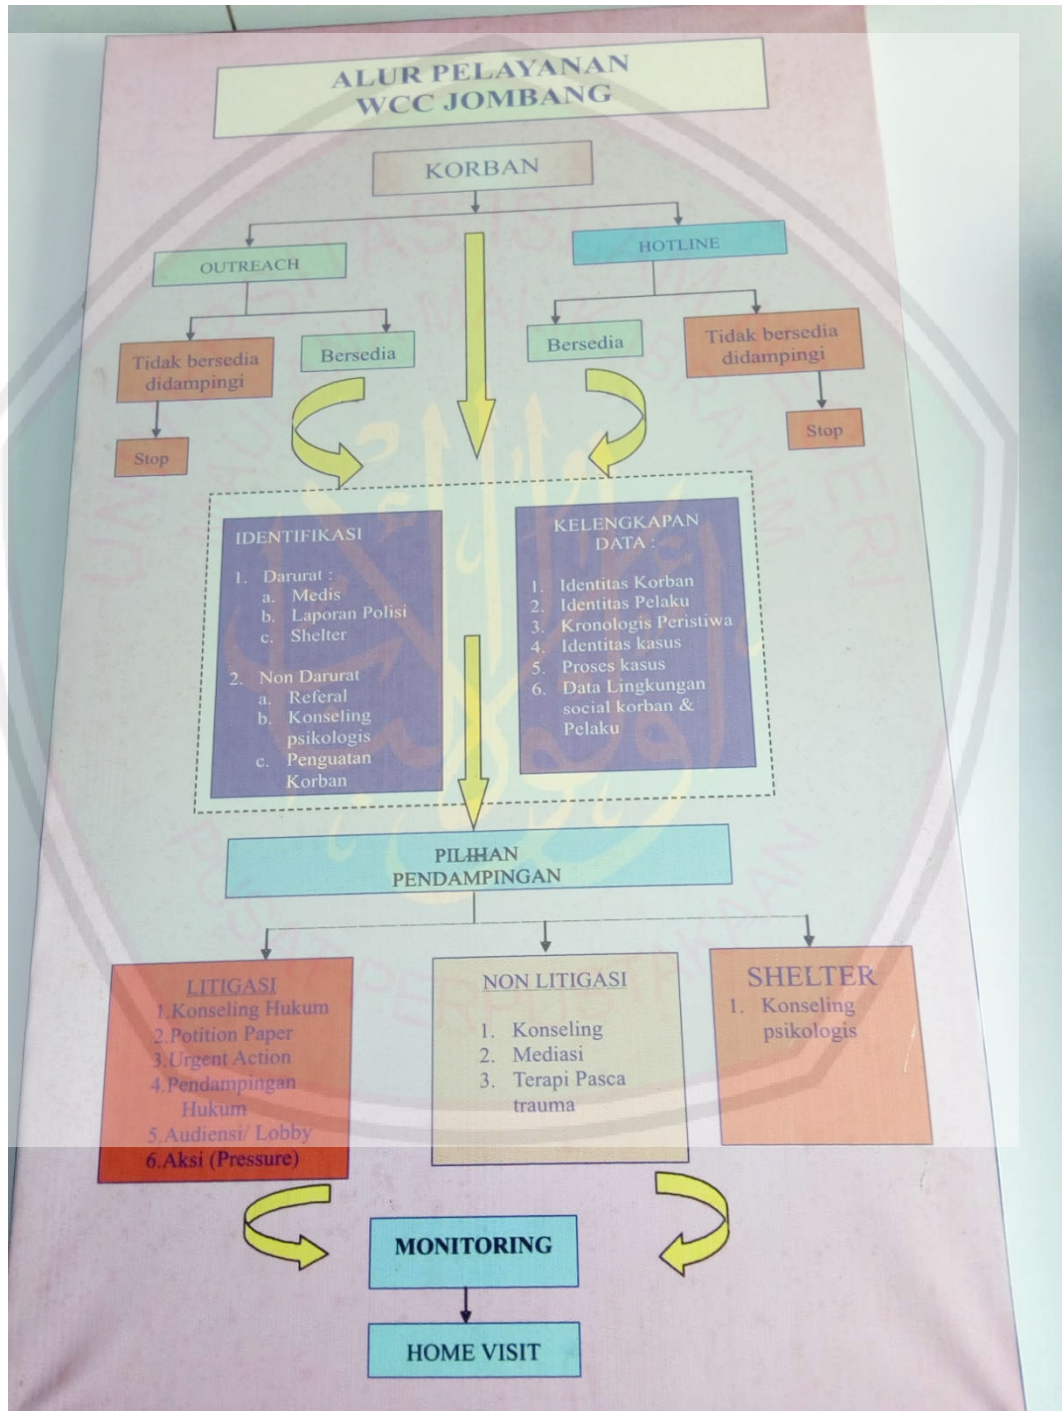 ALUR PELAYANAN
WCC JOMBANG
KORBAN
OUTREACH
HOTLINE
Tidak bersedia
didampingi
Bersedia
Bersedia
Tidak bersedia
didampingi
Stop
Stop
IDENTIFIKASI
1. Darurat :
a. Medis
b. Laporan Polisi
c. Shelter
2. Non Darurat
a. Referal
b. Konseling
psikologis
c. Penguatan
Korban
KELENGKAPAN
DATA :
1. Identitas Korban
2. Identitas Pelaku
3. Kronologis Peristiwa
4. Identitas kasus
5. Proses kasus
6. Data Lingkungan
social korban &
Pelaku
PILIHAN
PENDAMPINGAN
LITIGASI
1.Konseling Hukum
2.Potition Paper
3.Urgent Action
4.Pendampingan
Hukum
5.Audiensi/ Lobby
6.Aksi (Pressure)
NON LITIGASI
1. Konseling
2. Mediasi
3. Terapi Pasca
trauma
SHELTER
1. Konseling
psikologis
MONITORING
HOME VISIT